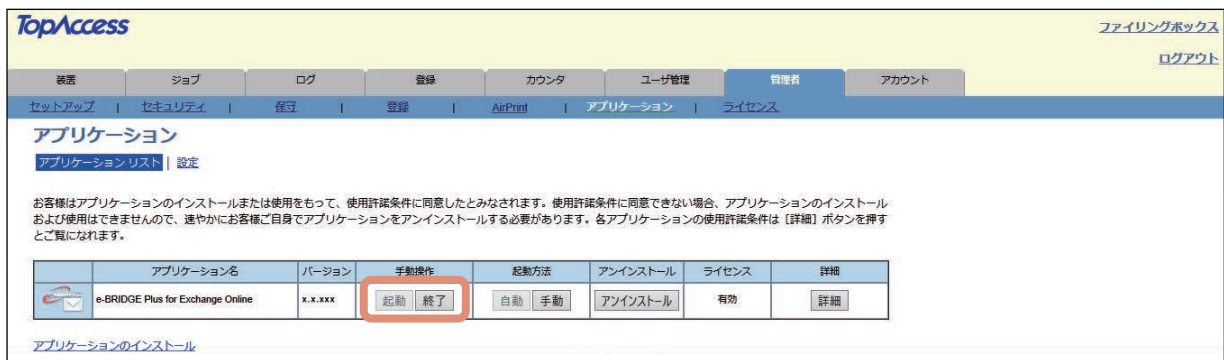 TopAccess
ファイリングボックス
ログアウト
装置 ジョブ ログ 登録 カウンタ ユーザ管理 管理者 アカウント
セットアップ | セキュリティ | 保守 | 登録 | AirPrint | アプリケーション | ライセンス
アプリケーション
アプリケーション リスト | 設定
お客様はアプリケーションのインストールまたは使用をもって、使用許諾条件に同意したとみなされます。使用許諾条件に同意できない場合、アプリケーションのインストール
および使用はできませんので、速やかにお客様ご自身でアプリケーションをアンインストールする必要があります。各アプリケーションの使用許諾条件は［詳細］ボタンを押す
とご覧になれます。
アプリケーション名 バージョン 手動操作 起動方法 アンインストール ライセンス 詳細
e-BRIDGE Plus for Exchange Online x.x.xxx 起動 終了 自動 手動 アンインストール 有効 詳細
アプリケーションのインストール